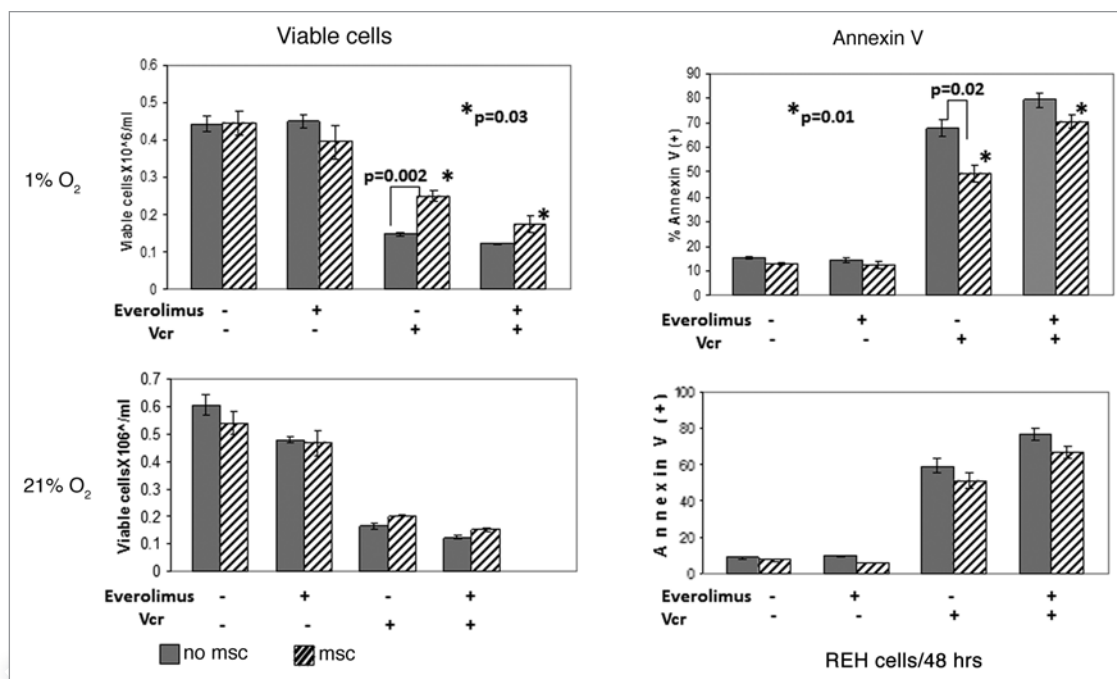 Viable cells
Annexin V
1% O2
Viable cellsX10^6/ml
0.6
0.5
0.4
0.3
0.2
0.1
0
* p=0.03
p=0.002
*
*
Everolimus - + - +
Vcr - - + +
% Annexin V (+)
90
80
70
60
50
40
30
20
10
0
* p=0.01
p=0.02
*
*
Everolimus - + - +
Vcr - - + +
21% O2
Viable cellsX106^/ml
0.7
0.6
0.5
0.4
0.3
0.2
0.1
0
Everolimus - + - +
Vcr - - + +
no msc
msc
Annexin V (+)
100
80
60
40
20
0
Everolimus - + - +
Vcr - - + +
REH cells/48 hrs